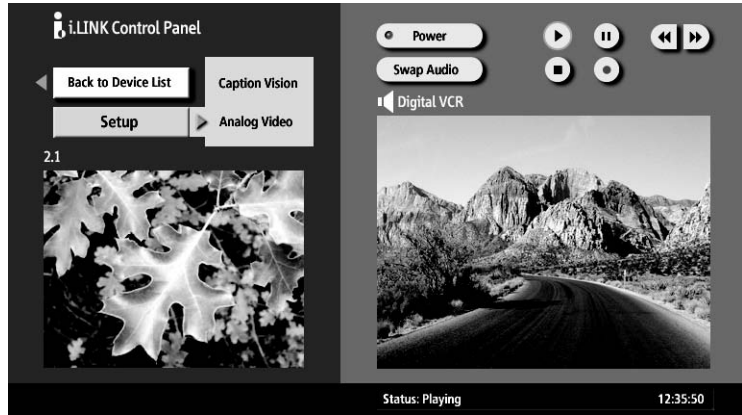 i.LINK Control Panel
Back to Device List
Caption Vision
Setup
Analog Video
2.1
Power
Swap Audio
Digital VCR
Status: Playing
12:35:50